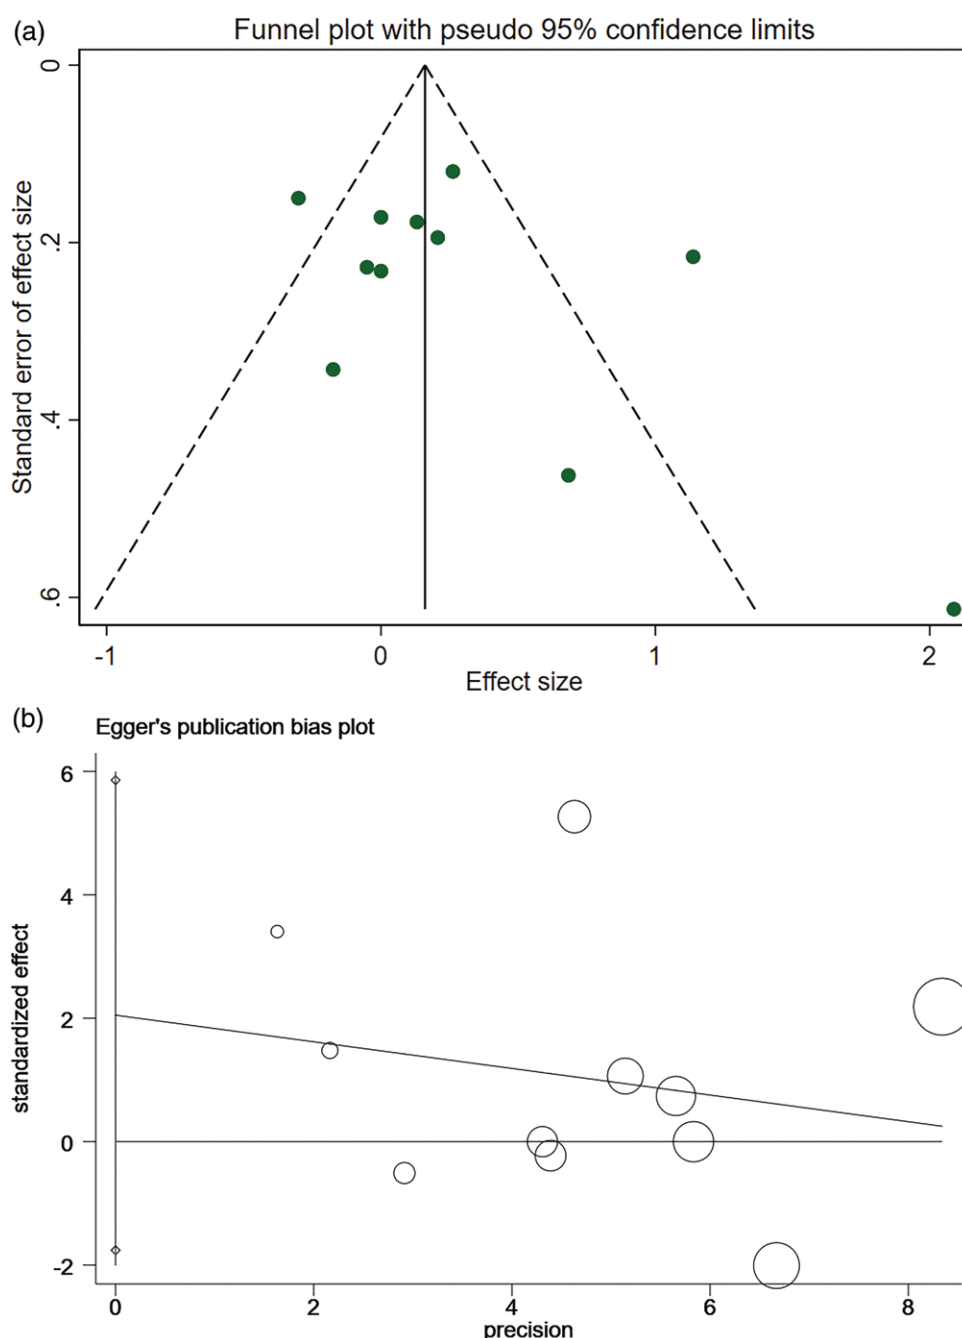 (a)
Funnel plot with pseudo 95% confidence limits
Standard error of effect size
0
.2
.4
.6
-1 0 1 2
Effect size
(b)
Egger's publication bias plot
standardized effect
6
4
2
0
-2
0 2 4 6 8
precision